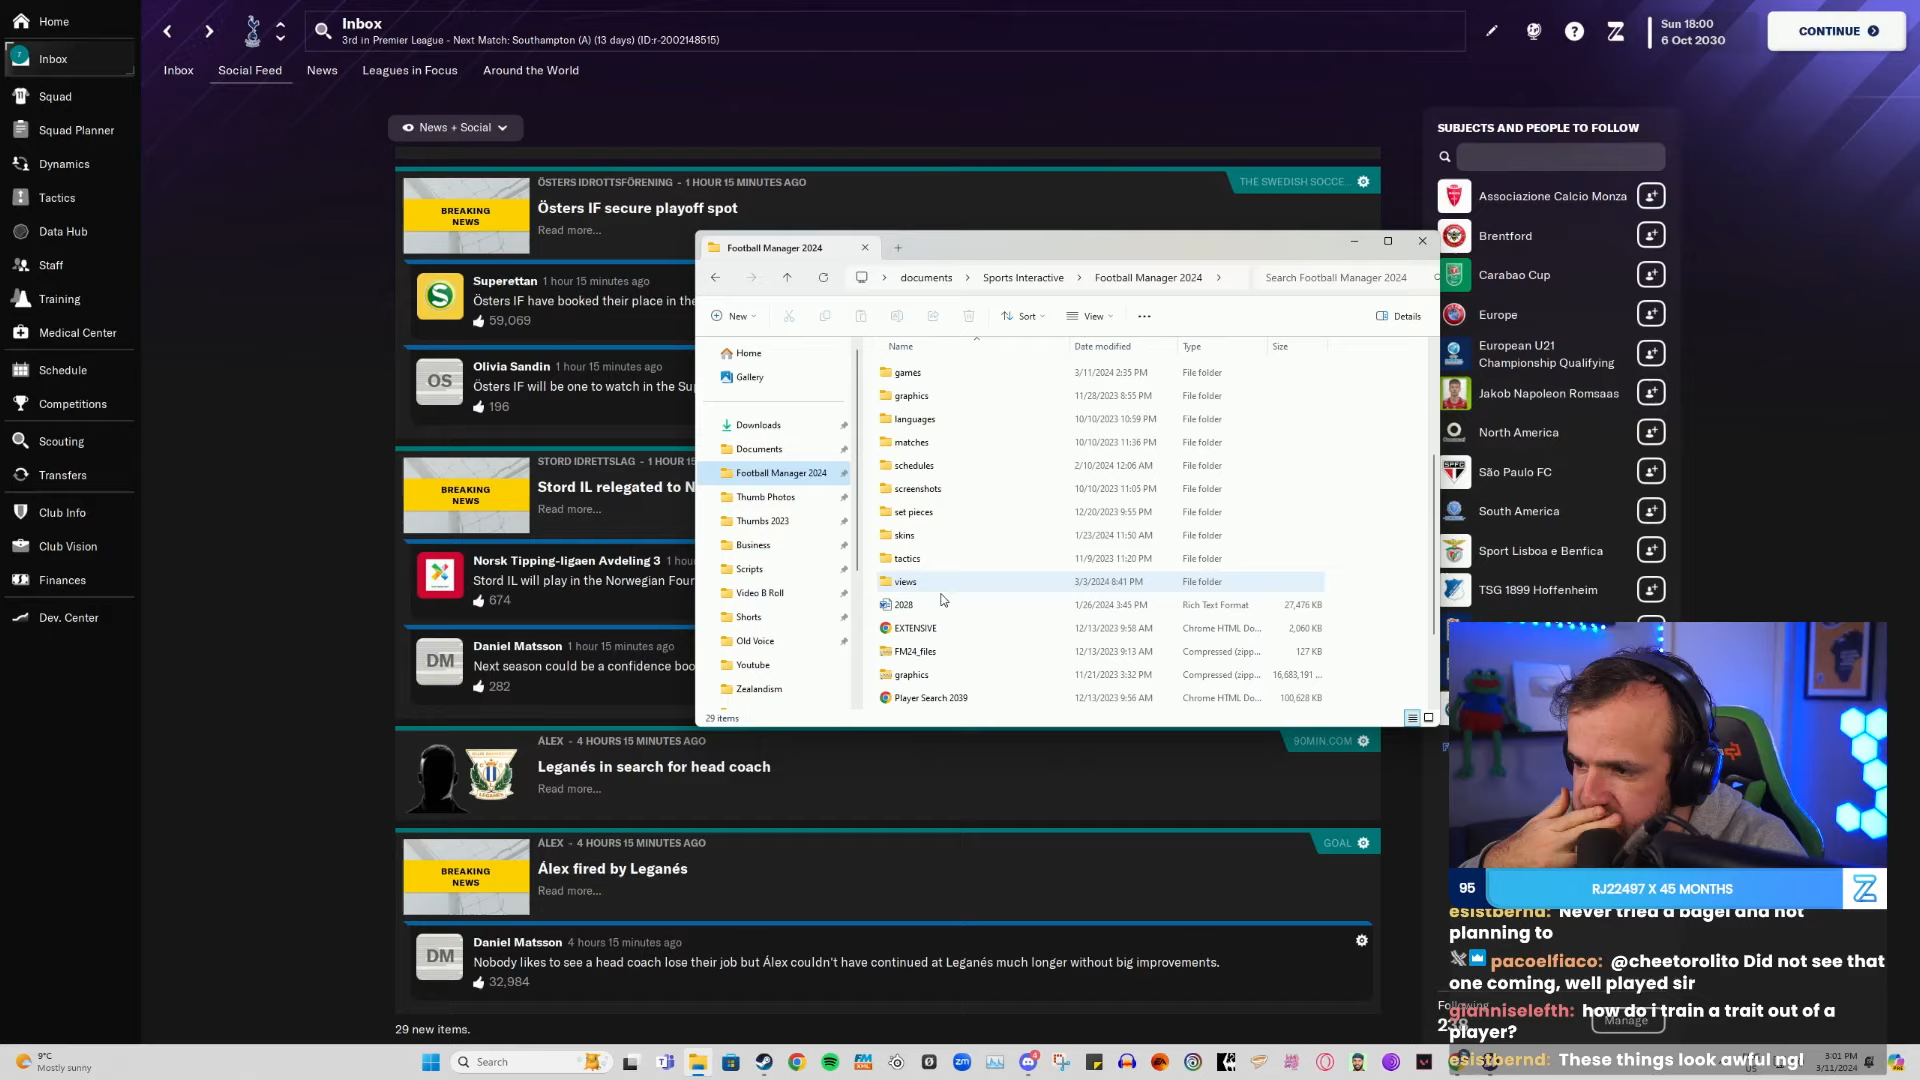 Home
7
Inbox
Squad
Squad Planner
Dynamics
Tactics
Data Hub
Staff
Training
Medical Center
Schedule
Competitions
Scouting
Transfers
Club Info
Club Vision
Finances
Dev. Center
Inbox
3rd in Premier League - Next Match: Southampton (A) (13 days) (ID:r-2002148515)
Sun 18:00
6 Oct 2030
CONTINUE
Inbox Social Feed News Leagues in Focus Around the World
News + Social
ÖSTERS IDROTTSFÖRENING - 1 HOUR 15 MINUTES AGO
THE SWEDISH SOCCE...
BREAKING
NEWS
Östers IF secure playoff spot
Read more...
Superettan 1 hour 15 minutes ago
Östers IF have booked their place in the
59,069
OS
Olivia Sandin 1 hour 15 minutes ago
Östers IF will be one to watch in the Su
196
STORD IDRETTSLAG - 1 HOUR 15
BREAKING
NEWS
Stord IL relegated to N
Read more...
Norsk Tipping-ligaen Avdeling 3 1 hou
Stord IL will play in the Norwegian Four
674
DM
Daniel Matsson 1 hour 15 minutes ago
Next season could be a confidence boo
282
ÁLEX - 4 HOURS 15 MINUTES AGO
90MIN.COM
Leganés in search for head coach
Read more...
ÁLEX - 4 HOURS 15 MINUTES AGO
GOAL
BREAKING
NEWS
Álex fired by Leganés
Read more...
DM
Daniel Matsson 4 hours 15 minutes ago
Nobody likes to see a head coach lose their job but Álex couldn't have continued at Leganés much longer without big improvements.
32,984
29 new items.
Football Manager 2024
documents > Sports Interactive > Football Manager 2024 >
Search Football Manager 2024
New
Sort
View
Details
Home
Gallery
Downloads
Documents
Football Manager 2024
Thumb Photos
Thumbs 2023
Business
Scripts
Video B Roll
Shorts
Old Voice
Youtube
Zealandism
Name Date modified Type Size
games 3/11/2024 2:35 PM File folder
graphics 11/28/2023 8:55 PM File folder
languages 10/10/2023 10:59 PM File folder
matches 10/10/2023 11:36 PM File folder
schedules 2/10/2024 12:06 AM File folder
screenshots 10/10/2023 11:05 PM File folder
set pieces 12/20/2023 9:55 PM File folder
skins 1/23/2024 11:50 AM File folder
tactics 11/9/2023 11:20 PM File folder
views 3/3/2024 8:41 PM File folder
2028 1/26/2024 3:45 PM Rich Text Format 27,476 KB
EXTENSIVE 12/13/2023 9:58 AM Chrome HTML Do... 2,060 KB
FM24_files 12/13/2023 9:13 AM Compressed (zipp... 127 KB
graphics 11/21/2023 3:32 PM Compressed (zipp... 16,683,191 ...
Player Search 2039 12/13/2023 9:56 AM Chrome HTML Do... 100,628 KB
29 items
SUBJECTS AND PEOPLE TO FOLLOW
Associazione Calcio Monza
Brentford
Carabao Cup
Europe
European U21
Championship Qualifying
Jakob Napoleon Romsaas
North America
São Paulo FC
South America
Sport Lisboa e Benfica
TSG 1899 Hoffenheim
Manage
95 RJ22497 X 45 MONTHS
esistbernd: Never tried a bagel and not
planning to
pacoelfiaco: @cheetorolito Did not see that
one coming, well played sir
gianniselefth: how do i train a trait out of a
player?
esistbernd: These things look awful ngl
9°C
Mostly sunny
Search
3:01 PM
3/11/2024